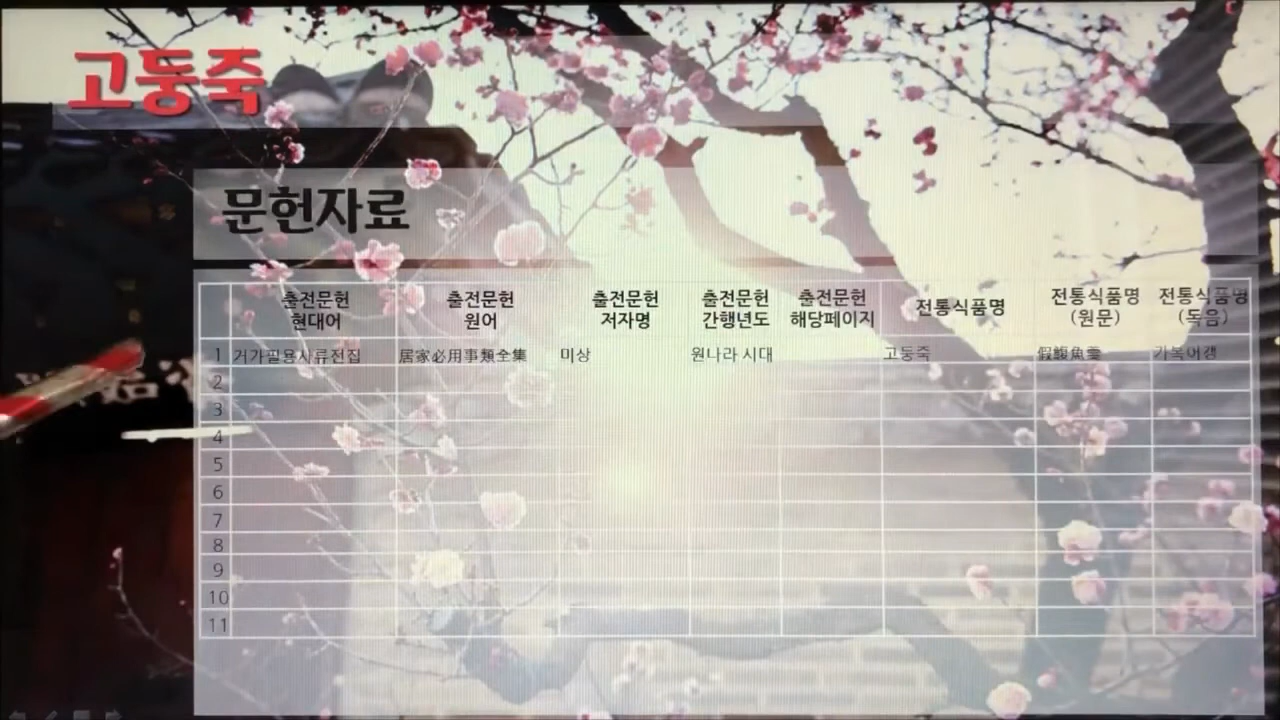 고둥죽
문헌자료
출전문헌 현대어 출전문헌 원어 출전문헌 저자명 출전문헌 간행년도 출전문헌 해당페이지 전통식품명 전통식품명 (원문) 전통식품명 (독음)
1 거가필용사류전집 居家必用事類全集 미상 원나라 시대 고둥죽 假鰒魚羹 가복어갱
2
3
4
5
6
7
8
9
10
11